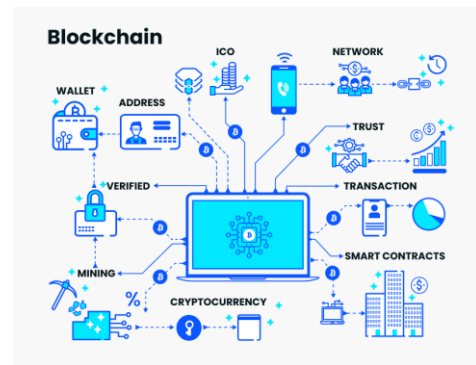 Blockchain
ICO
NETWORK
WALLET
ADDRESS
TRUST
VERIFIED
TRANSACTION
SMART CONTRACTS
MINING
%
CRYPTOCURRENCY